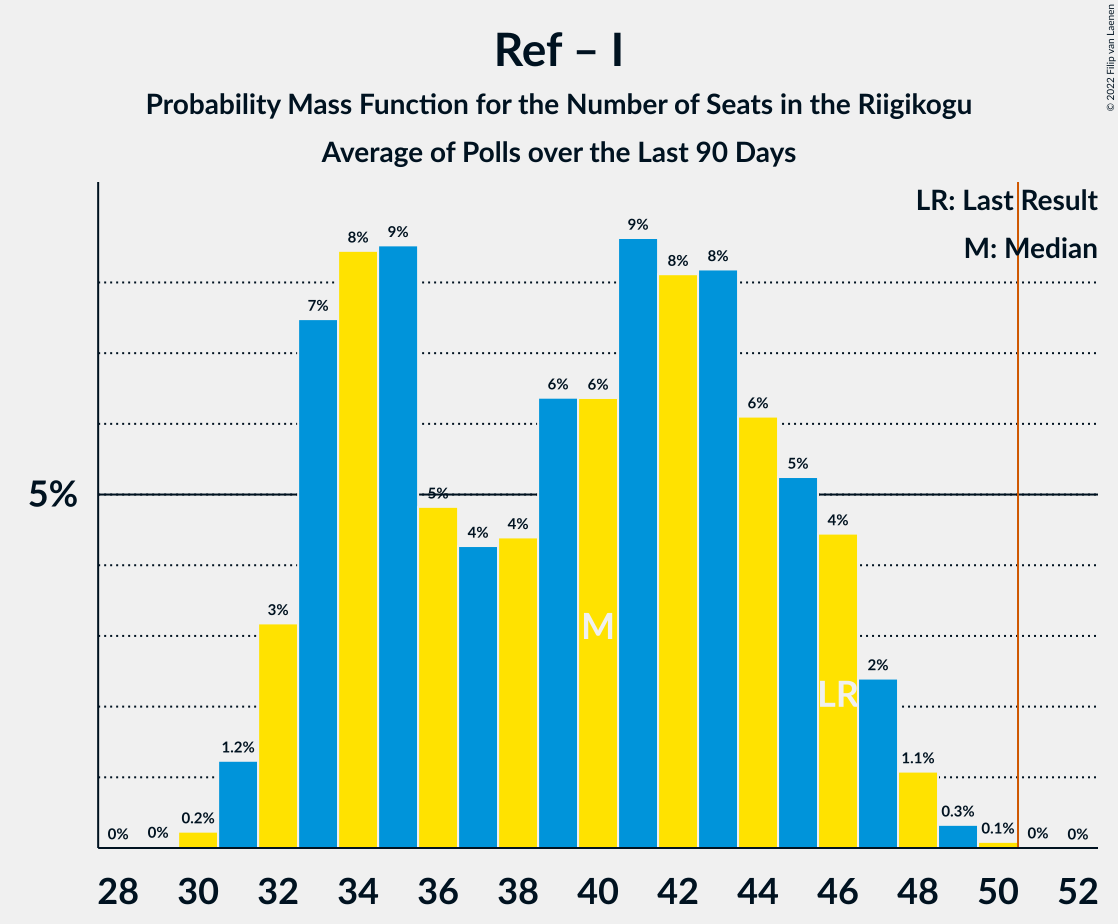 Ref – I
Probability Mass Function for the Number of Seats in the Riigikogu
Average of Polls over the Last 90 Days
© 2022 Filip van Laenen
LR: Last Result
M: Median
5%
0% 0% 0.2% 1.2% 3% 7% 8% 9% 5% 4% 4% 6% 6% 9% 8% 8% 6% 5% 4% 2% 1.1% 0.3% 0.1% 0% 0%
M
LR
28 30 32 34 36 38 40 42 44 46 48 50 52